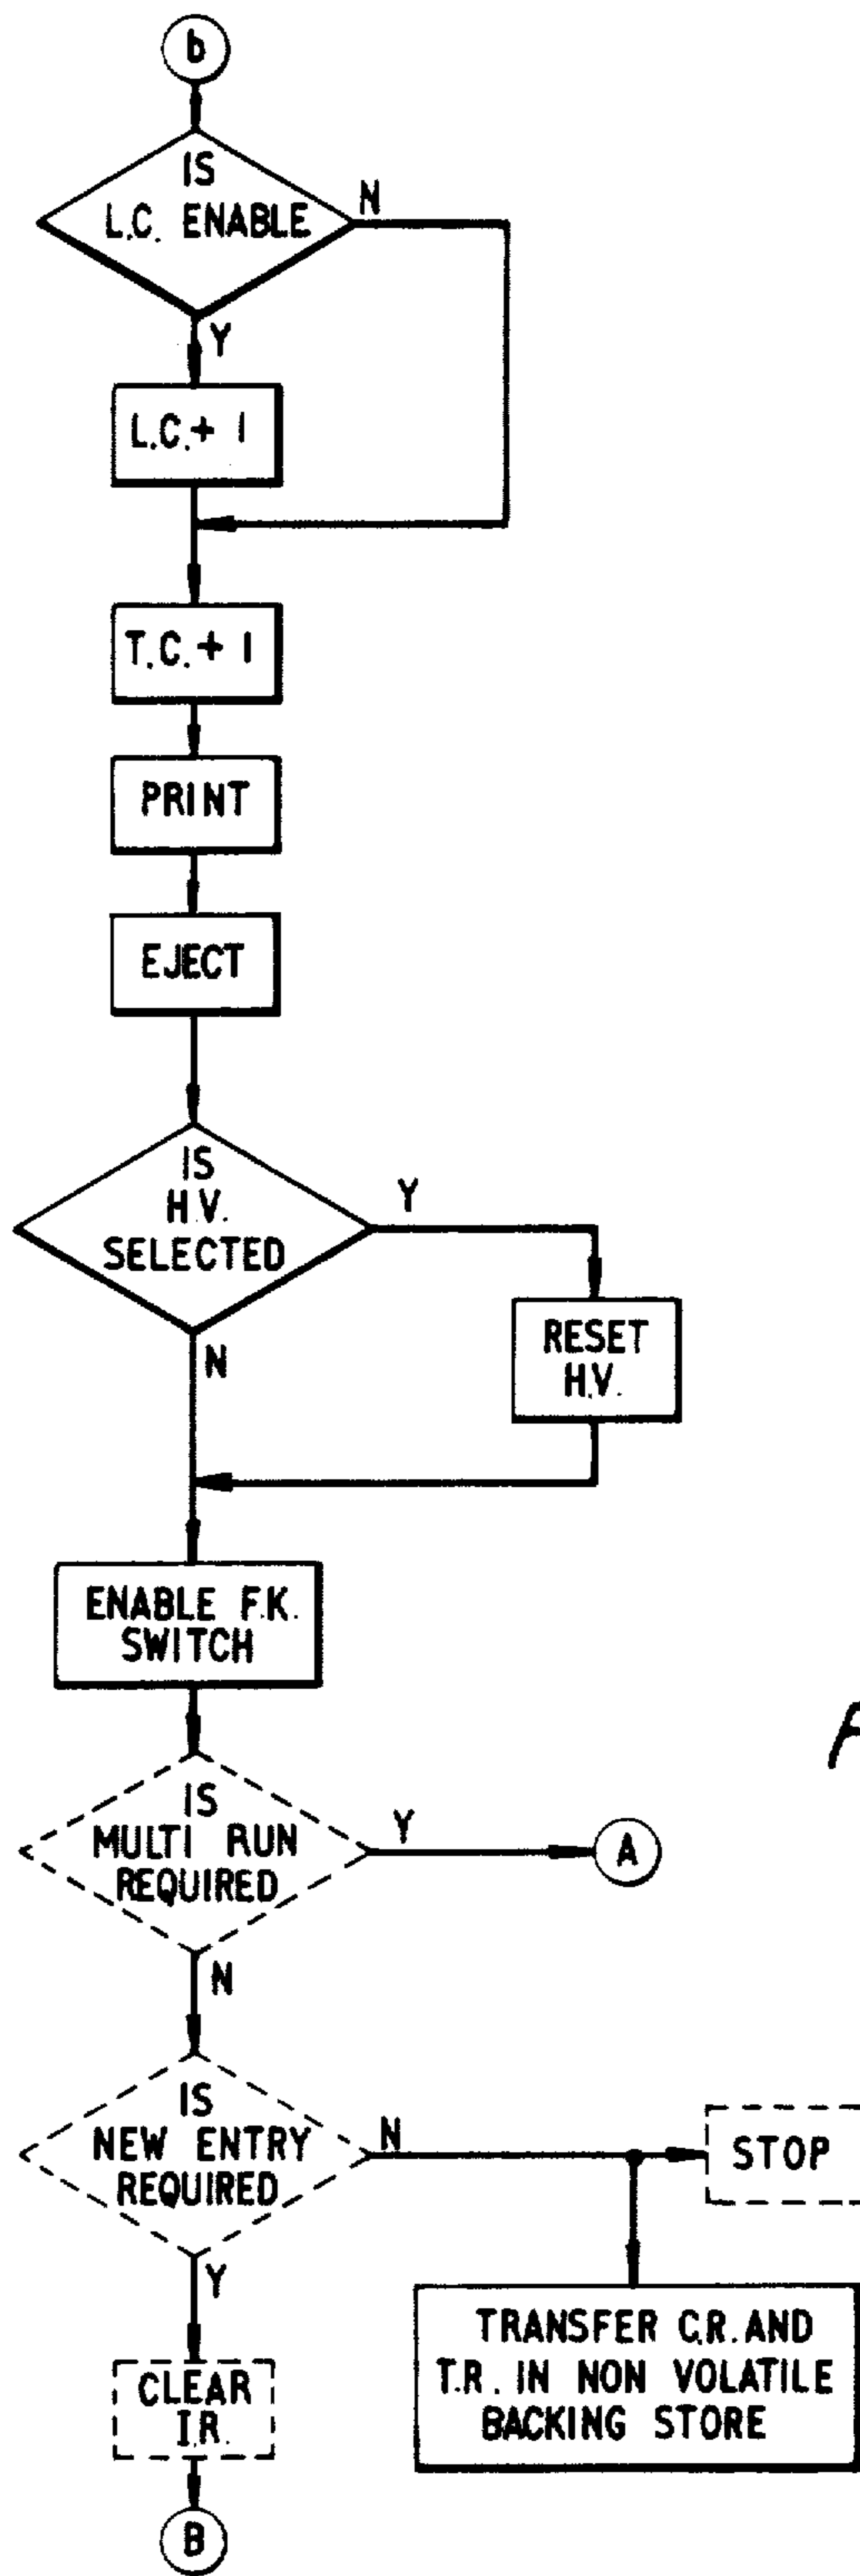 b
IS
L.C. ENABLE
N
Y
L.C.+ 1
T.C.+ 1
PRINT
EJECT
IS
H.V.
SELECTED
Y
N
RESET
H.V.
ENABLE F.K.
SWITCH
IS
MULTI RUN
REQUIRED
Y
A
N
IS
NEW ENTRY
REQUIRED
N
STOP
Y
TRANSFER C.R. AND
T.R. IN NON VOLATILE
BACKING STORE
CLEAR
I.R.
B